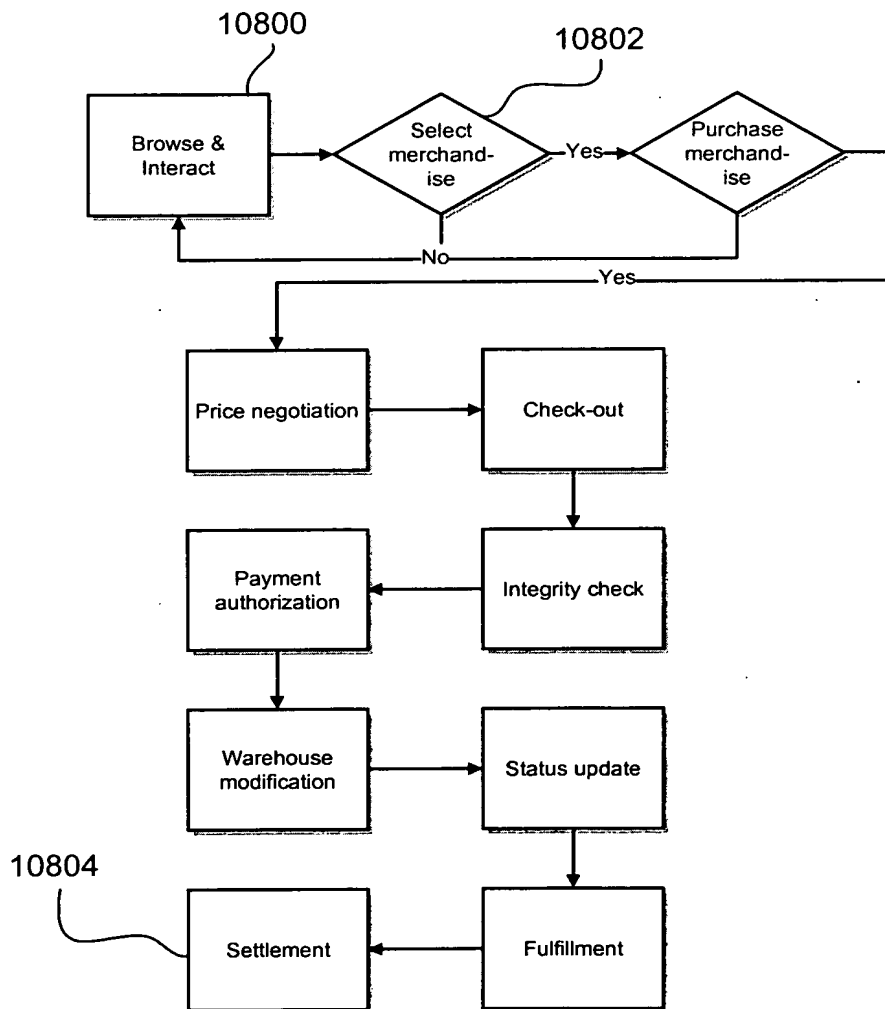 10800
10802
Browse &
Interact
Select
merchand-
ise
Yes
Purchase
merchand-
ise
No
Yes
Price negotiation
Check-out
Payment
authorization
Integrity check
Warehouse
modification
Status update
10804
Settlement
Fulfillment